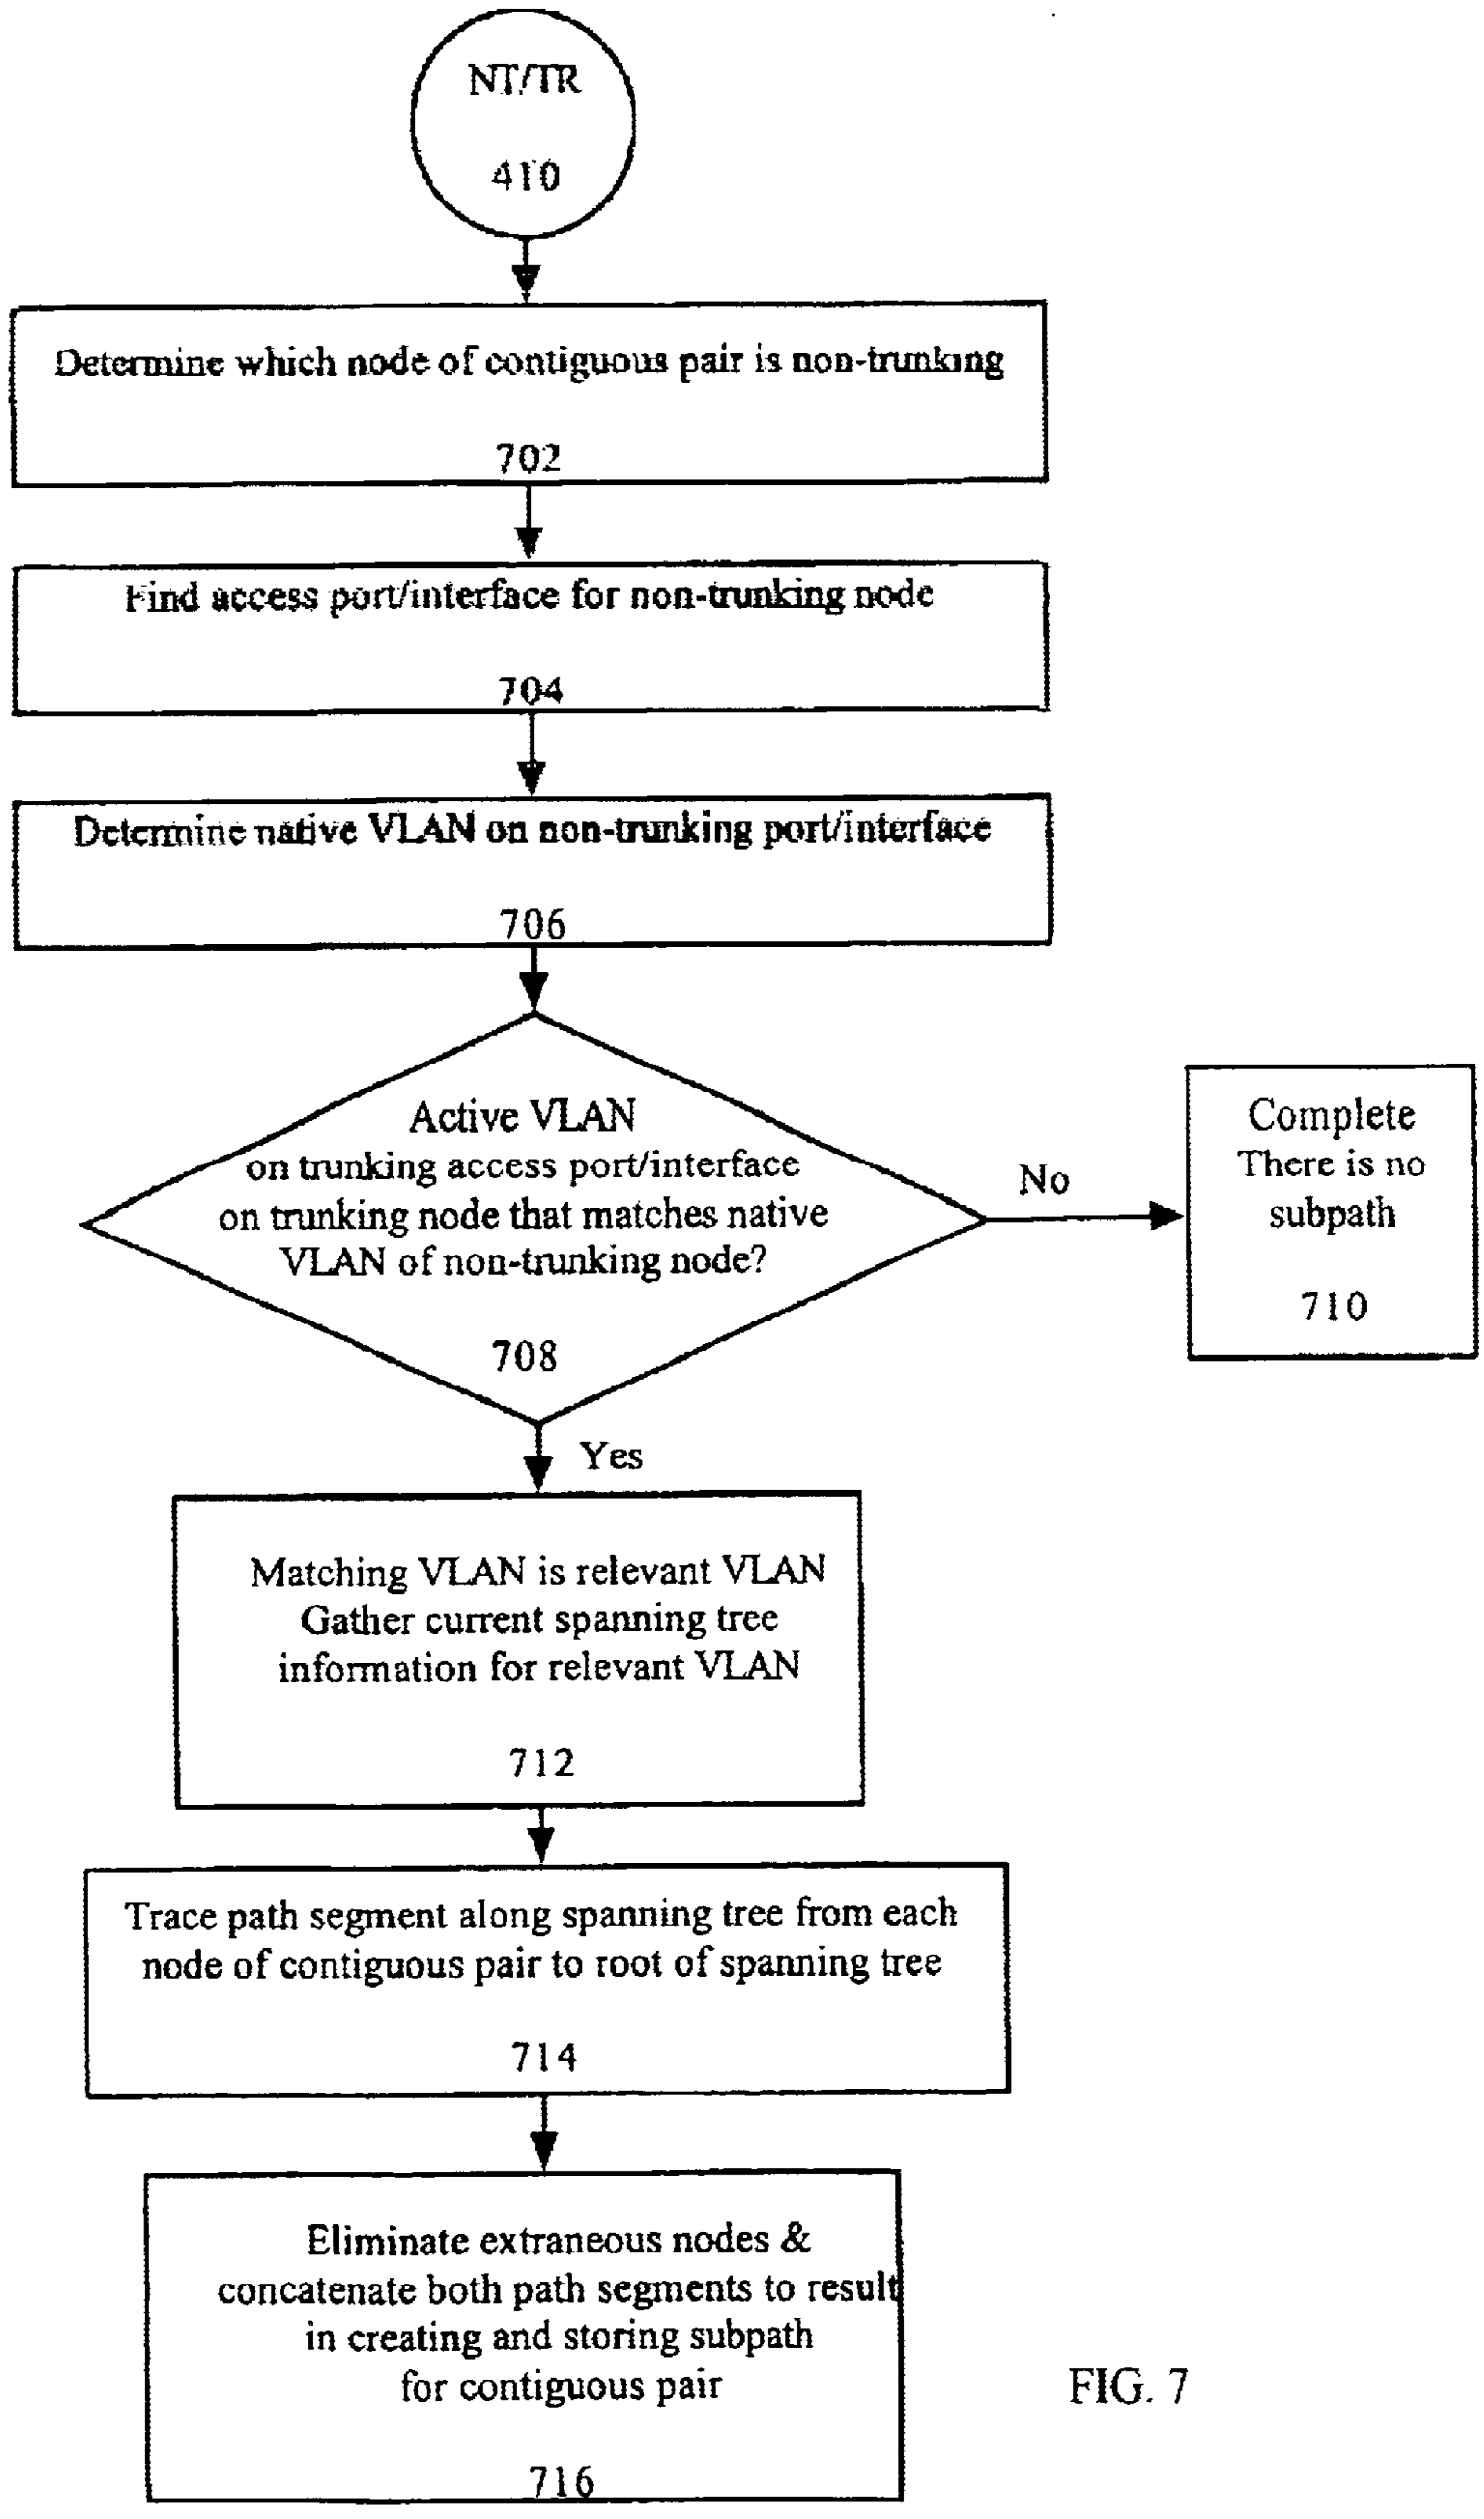 NT/TR
410
Determine which node of contiguous pair is non-trunking
702
Find access port/interface for non-trunking node
704
Determine native VLAN on non-trunking port/interface
706
Active VLAN
on trunking access port/interface
on trunking node that matches native
VLAN of non-trunking node?
708
No
Complete
There is no
subpath
710
Yes
Matching VLAN is relevant VLAN
Gather current spanning tree
information for relevant VLAN
712
Trace path segment along spanning tree from each
node of contiguous pair to root of spanning tree
714
Eliminate extraneous nodes &
concatenate both path segments to result
in creating and storing subpath
for contiguous pair
716
FIG. 7